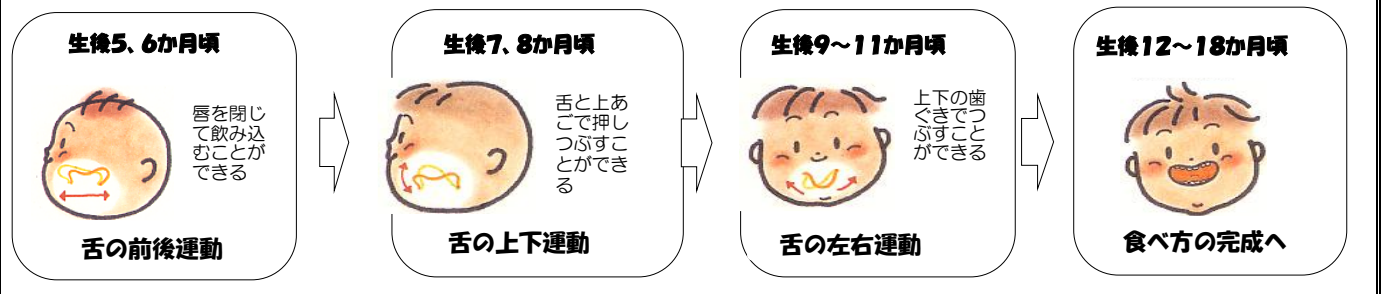 生後5、6か月頃
唇を閉じ
て飲み込
むことが
できる
舌の前後運動
生後7、8か月頃
舌と上あ
ごで押し
つぶすこ
とができ
る
舌の上下運動
生後9～11か月頃
上下の歯
ぐきでつ
ぶすこと
ができる
舌の左右運動
生後12～18か月頃
食べ方の完成へ